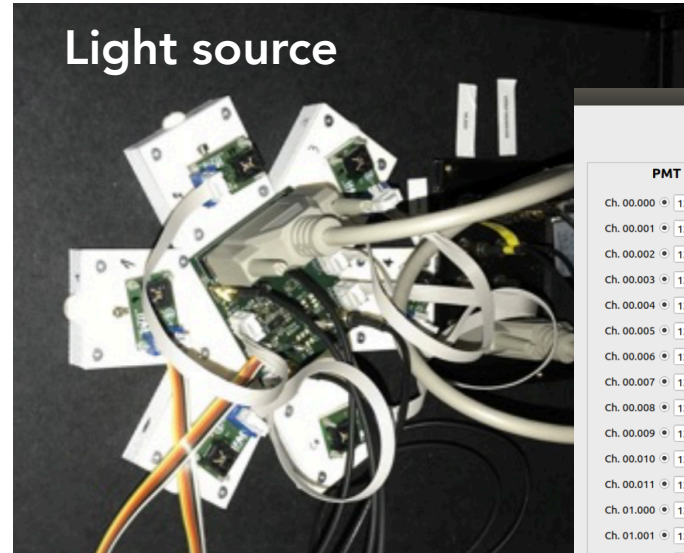 Light source
PMT
Ch. 00.000
Ch. 00.001
Ch. 00.002
Ch. 00.003
Ch. 00.004
Ch. 00.005
Ch. 00.006
Ch. 00.007
Ch. 00.008
Ch. 00.009
Ch. 00.010
Ch. 00.011
Ch. 01.000
Ch. 01.001